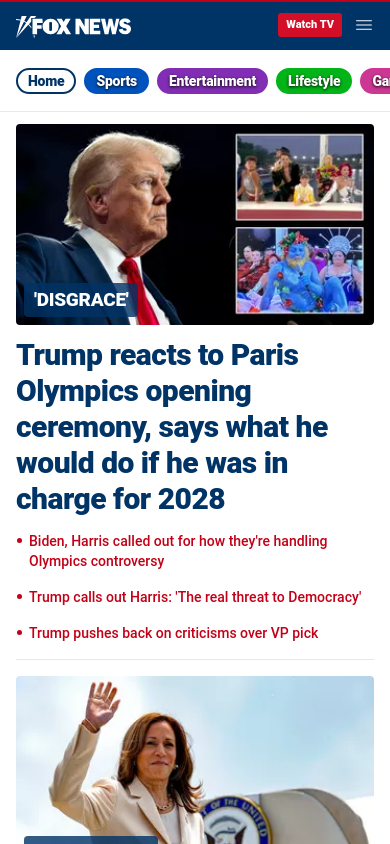 FOX NEWS
Watch TV
Home
Sports
Entertainment
Lifestyle
Ga
'DISGRACE'
Trump reacts to Paris
Olympics opening
ceremony, says what he
would do if he was in
charge for 2028
Biden, Harris called out for how they're handling
Olympics controversy
Trump calls out Harris: 'The real threat to Democracy'
Trump pushes back on criticisms over VP pick